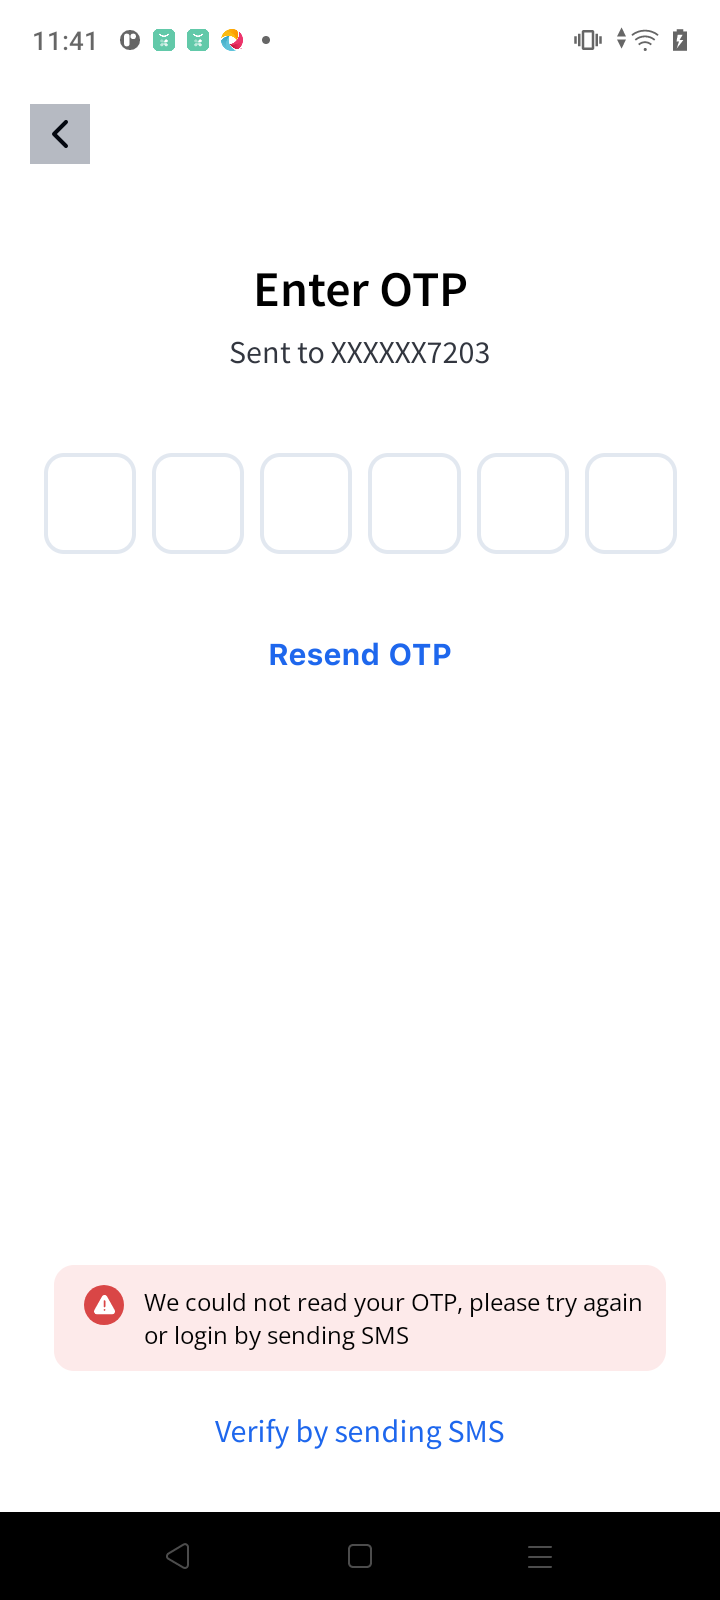 11:41
Enter OTP
Sent to XXXXXX7203
Resend OTP
We could not read your OTP, please try again
or login by sending SMS
Verify by sending SMS